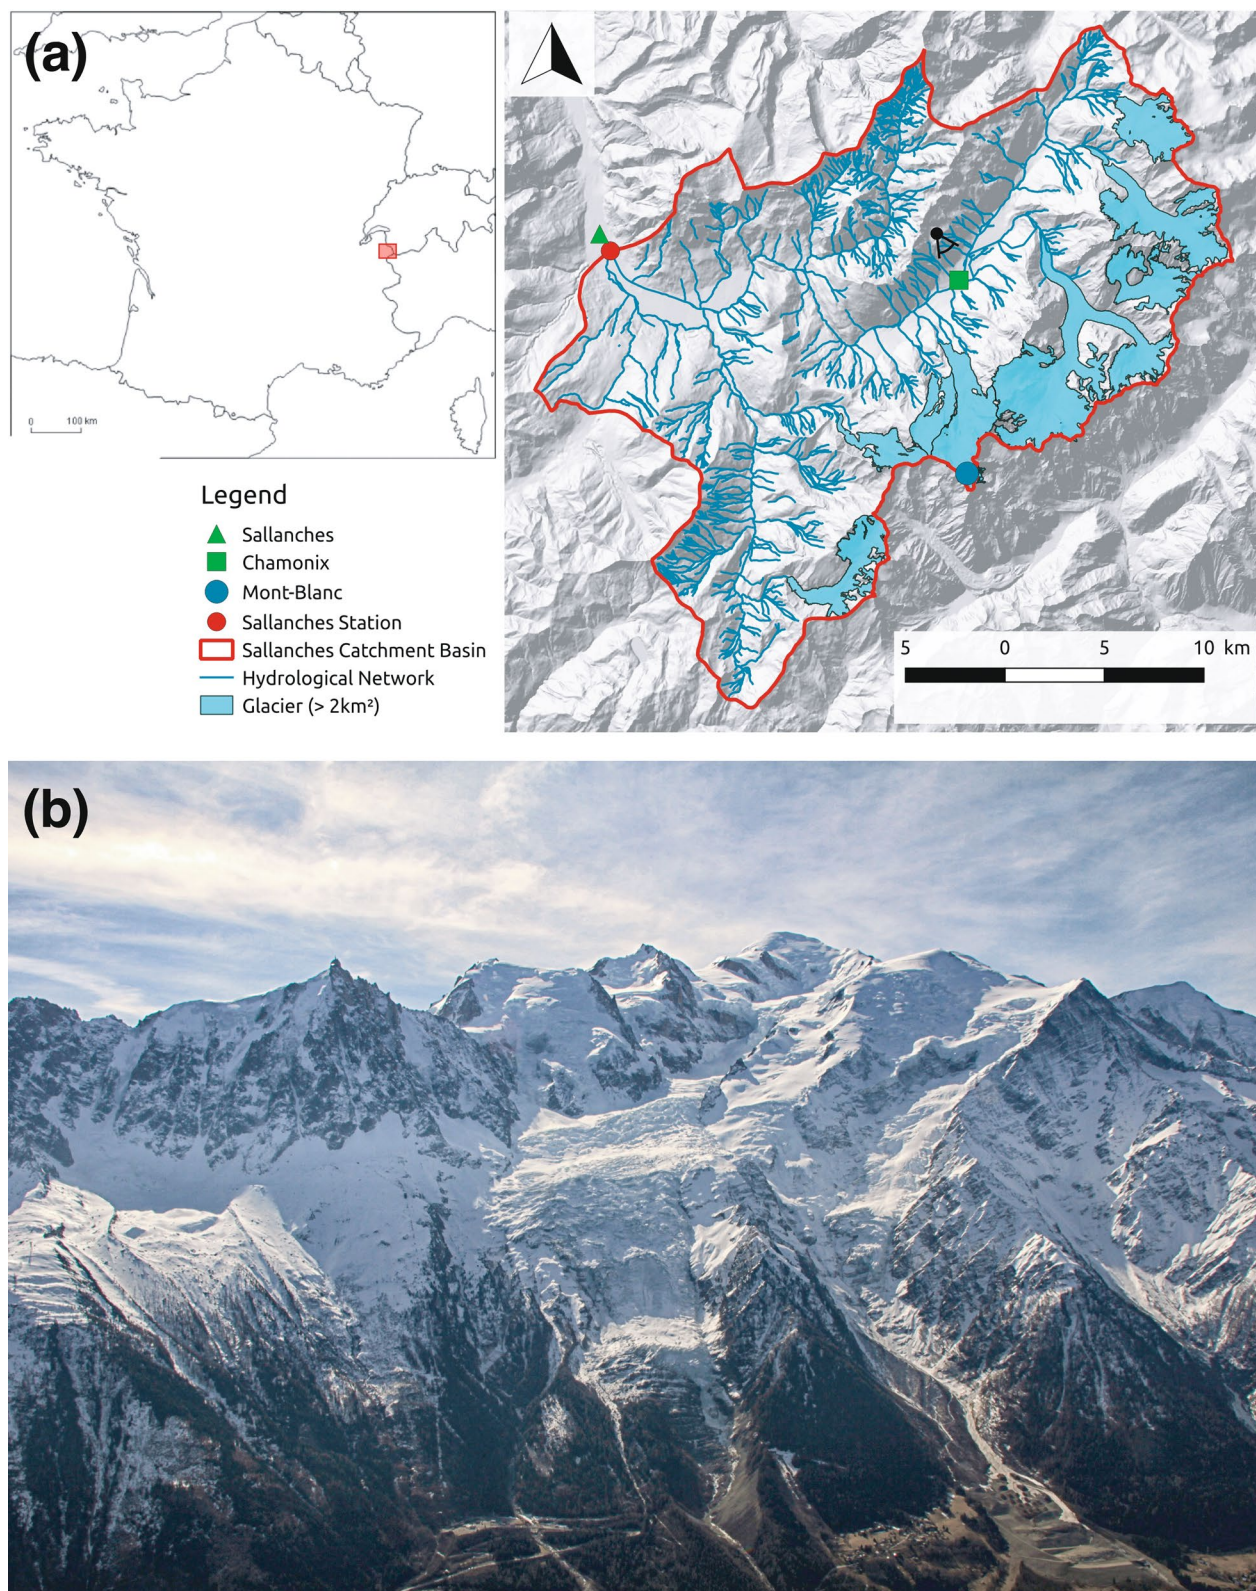 (a)
0 100 km
Legend
Sallanches
Chamonix
Mont-Blanc
Sallanches Station
Sallanches Catchment Basin
Hydrological Network
Glacier (> 2km²)
5 0 5 10 km
(b)